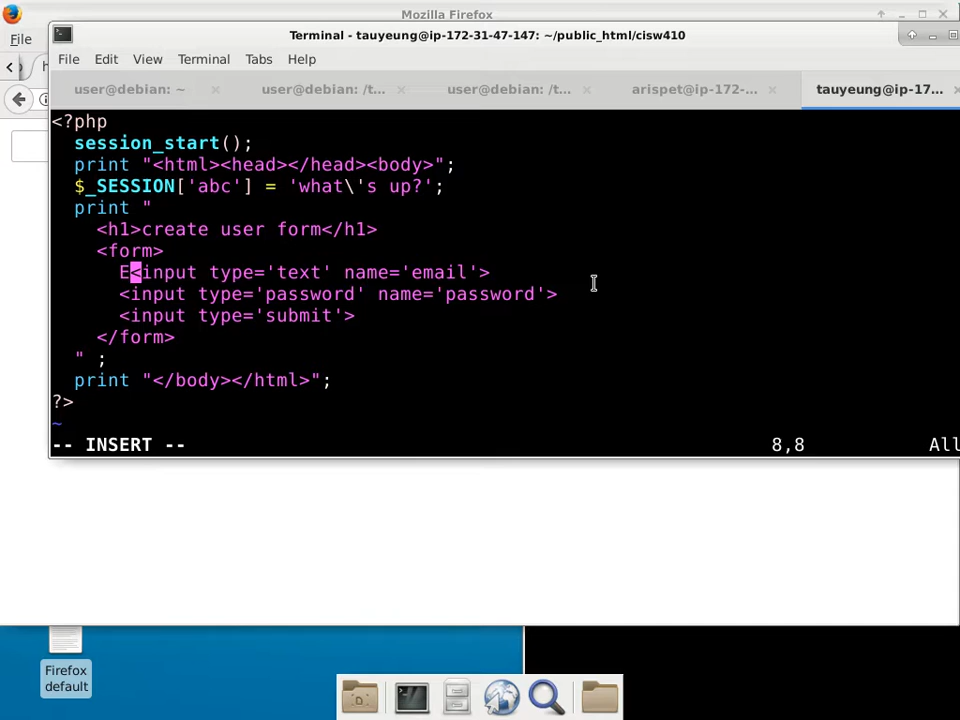 Mozilla Firefox
File
Terminal - tauyeung@ip-172-31-47-147: ~/public_html/cisw410
File Edit View Terminal Tabs Help
user@debian: ~
user@debian: /t...
user@debian: /t...
arispet@ip-172-...
tauyeung@ip-17...
<?php
  session_start();
  print "<html><head></head><body>";
  $_SESSION['abc'] = 'what\'s up?';
  print "
    <h1>create user form</h1>
    <form>
      E<input type='text' name='email'>
      <input type='password' name='password'>
      <input type='submit'>
    </form>
  " ;
  print "</body></html>";
?>
~
-- INSERT -- 8,8 All
Firefox
default